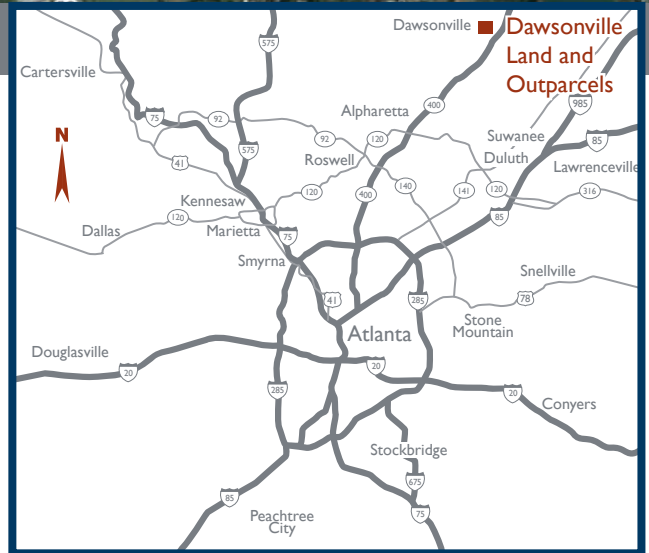 Dawsonville
Dawsonville
Land and
Outparcels
575
Cartersville
400
985
Alpharetta
75
92
92
120
Suwanee
85
575
Roswell
Duluth
Lawrenceville
N
41
Kennesaw
120
400
140
141
120
316
Dallas
120
Marietta
75
85
Smyrna
Snellville
41
285
78
Atlanta
Stone
Mountain
Douglasville
20
20
285
20
Conyers
Stockbridge
675
85
Peachtree
City
75